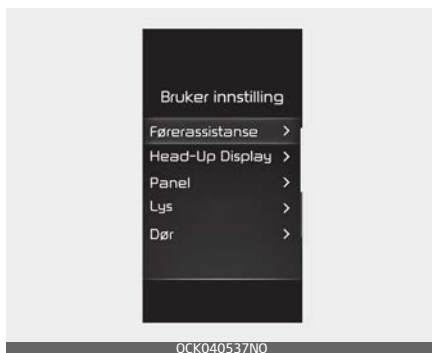 Bruker innstilling
Førerassistanse >
Head-Up Display >
Panel >
Lys >
Dør >
OCK040537NO